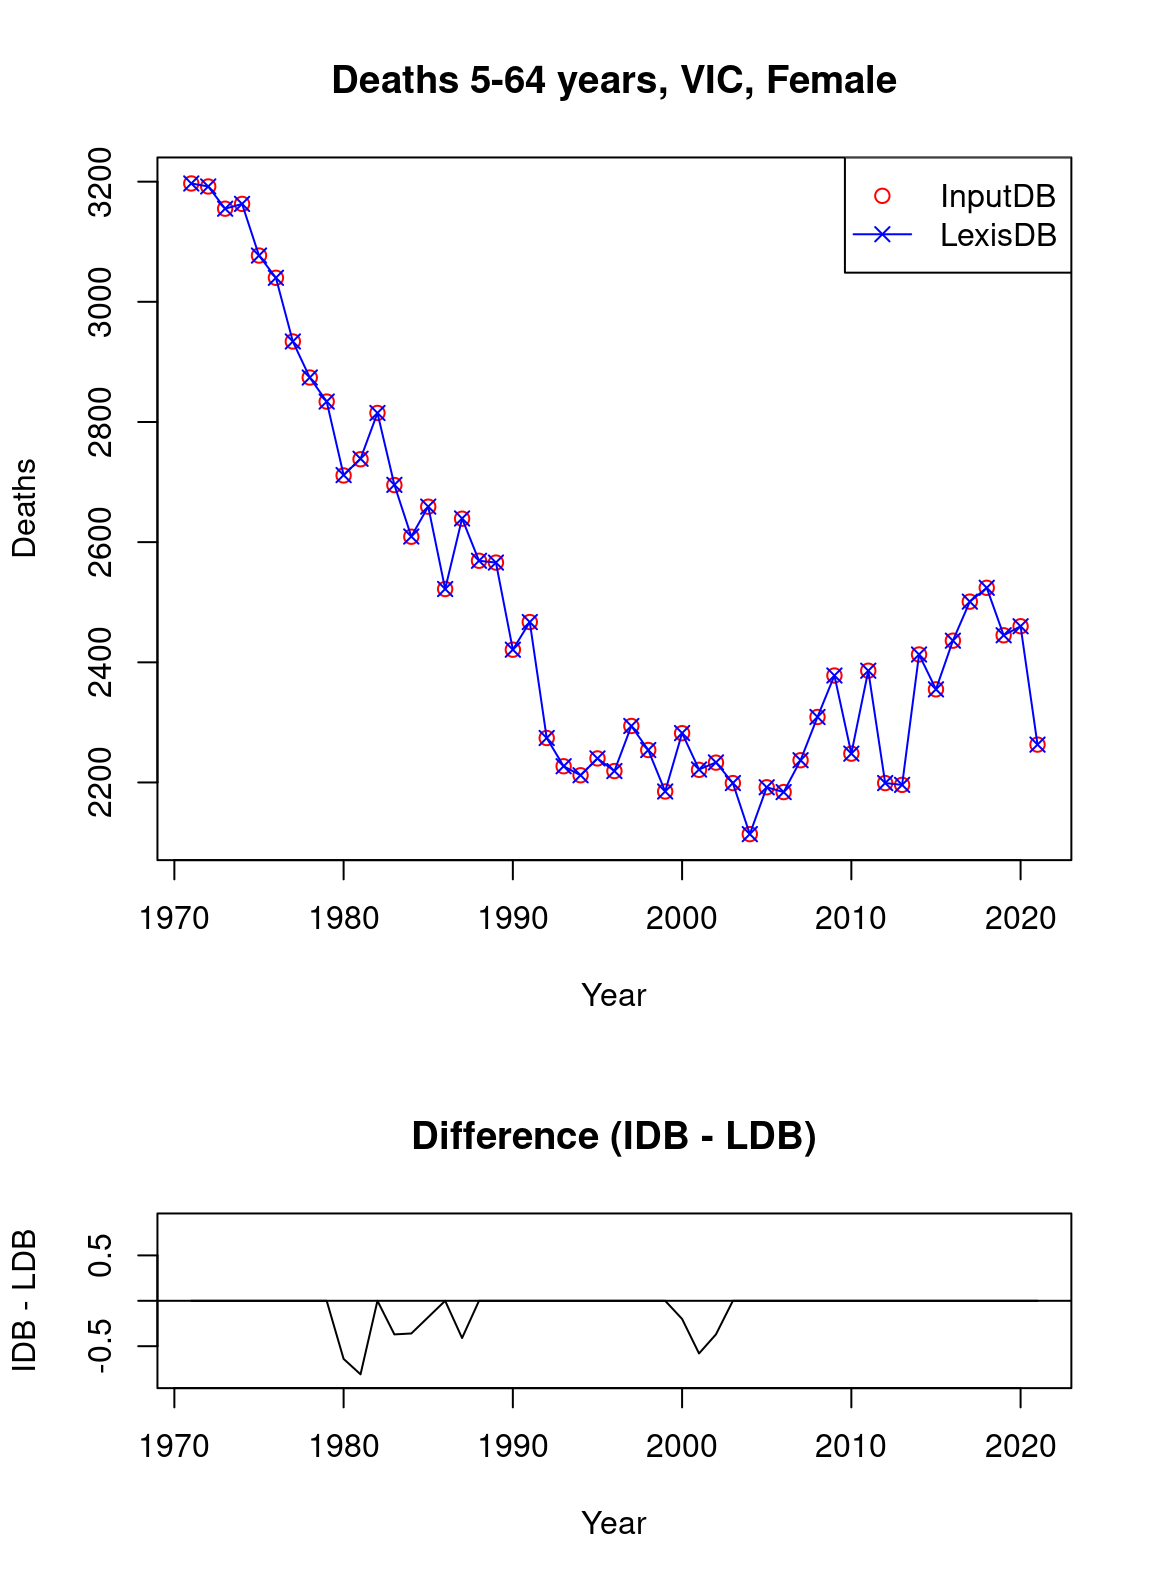 Deaths 5-64 years, VIC, Female
InputDB
LexisDB
3200
3000
2800
2600
2400
2200
Deaths
1970 1980 1990 2000 2010 2020
Year
Difference (IDB - LDB)
0.5
-0.5
IDB - LDB
1970 1980 1990 2000 2010 2020
Year